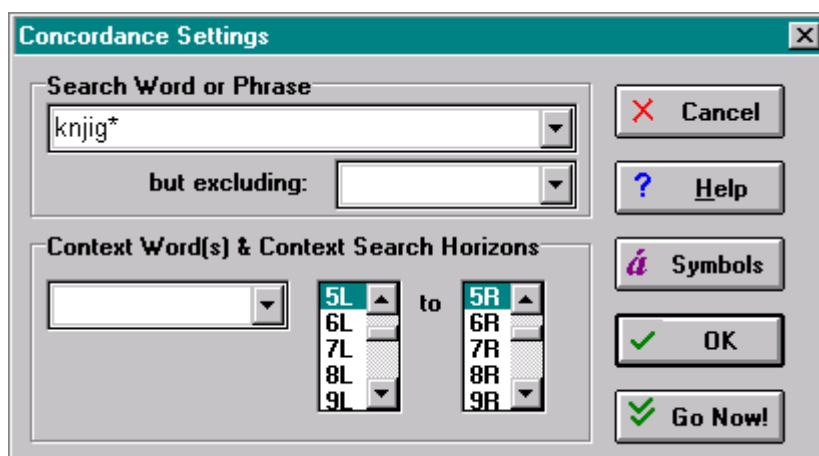 Concordance Settings
Search Word or Phrase
knjig*
but excluding:
Context Word(s) & Context Search Horizons
5L
6L
7L
8L
9L
to
5R
6R
7R
8R
9R
Cancel
? Help
á Symbols
OK
Go Now!